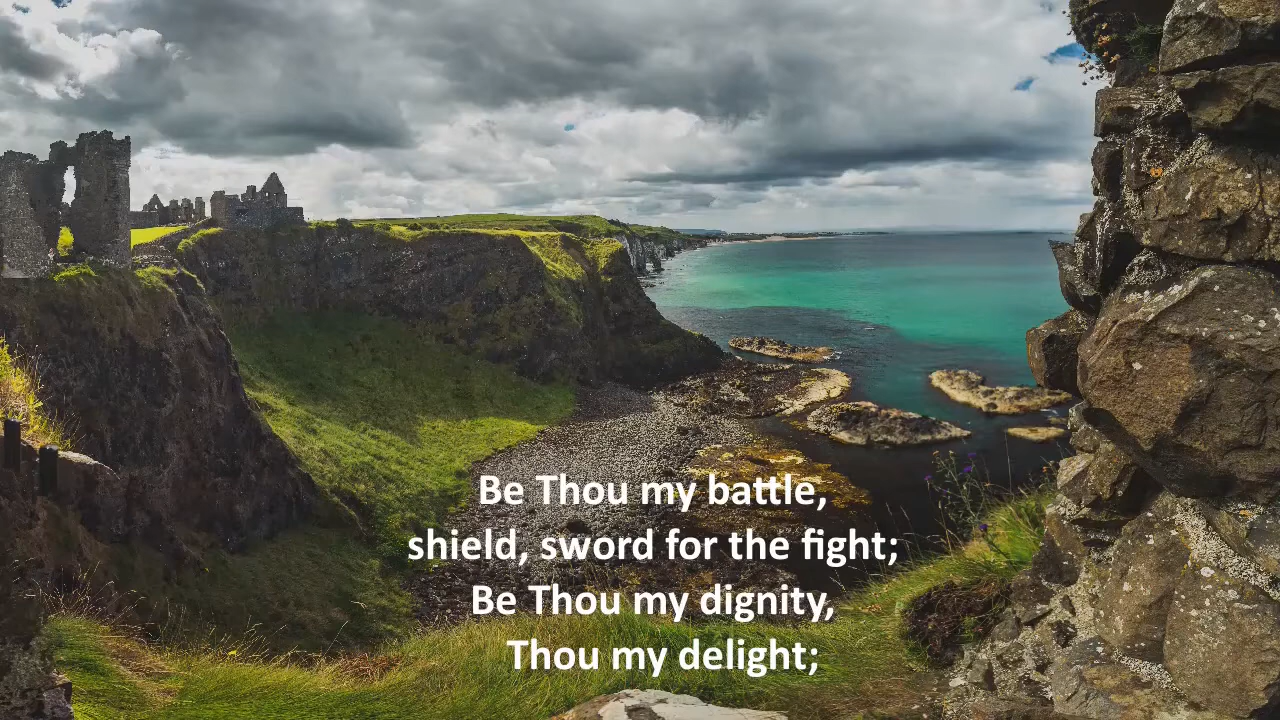 Be Thou my battle,
shield, sword for the fight;
Be Thou my dignity,
Thou my delight;